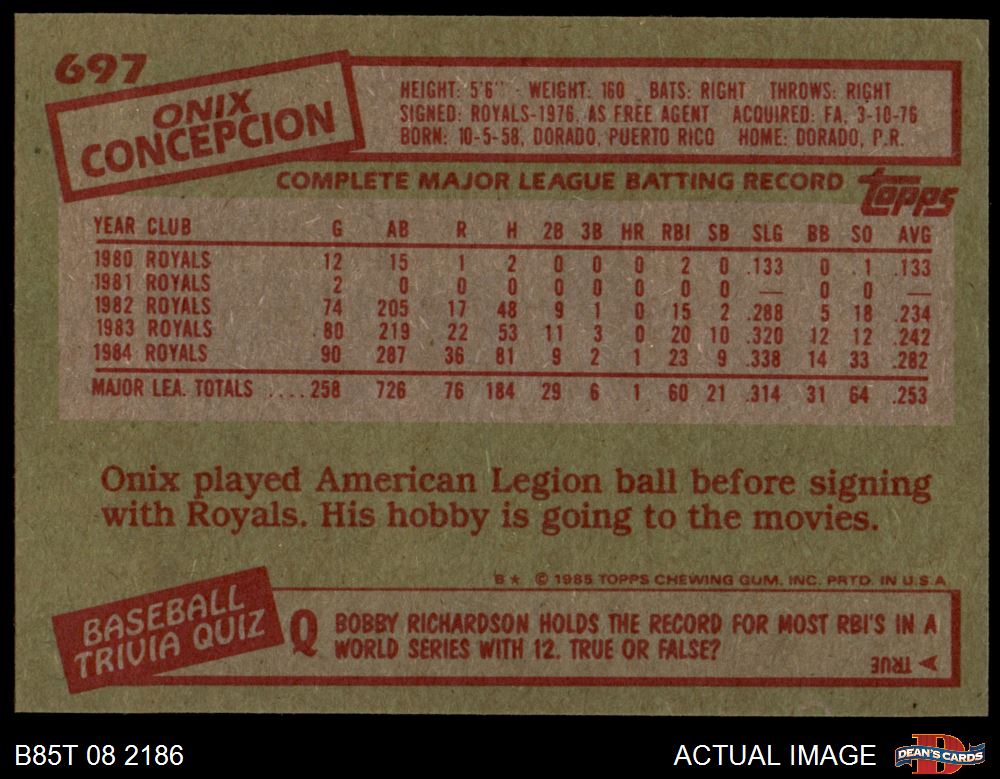 697
ONIX
CONCEPCION
HEIGHT: 5'6" WEIGHT: 160 BATS: RIGHT THROWS: RIGHT
SIGNED: ROYALS-1976, AS FREE AGENT ACQUIRED: FA, 3-10-76
BORN: 10-5-58, DORADO, PUERTO RICO HOME: DORADO, P.R.
COMPLETE MAJOR LEAGUE BATTING RECORD topps
YEAR CLUB G AB R H 2B 3B HR RBI SB SLG BB SO AVG
1980 ROYALS 12 15 1 2 0 0 0 2 0 .133 0 1 .133
1981 ROYALS 2 0 0 0 0 0 0 0 0 — 0 0 —
1982 ROYALS 74 205 17 48 9 1 0 15 2 .288 5 18 .234
1983 ROYALS 80 219 22 53 11 3 0 20 10 .320 12 12 .242
1984 ROYALS 90 287 36 81 9 2 1 23 9 .338 14 33 .282
MAJOR LEA. TOTALS ....258 726 76 184 29 6 1 60 21 .314 31 64 .253
Onix played American Legion ball before signing
with Royals. His hobby is going to the movies.
B* © 1985 TOPPS CHEWING GUM, INC. PRTD. IN U.S.A.
BASEBALL
TRIVIA QUIZ
Q BOBBY RICHARDSON HOLDS THE RECORD FOR MOST RBI'S IN A
WORLD SERIES WITH 12. TRUE OR FALSE?
A TRUE
B85T 08 2186 ACTUAL IMAGE DEAN'S CARDS